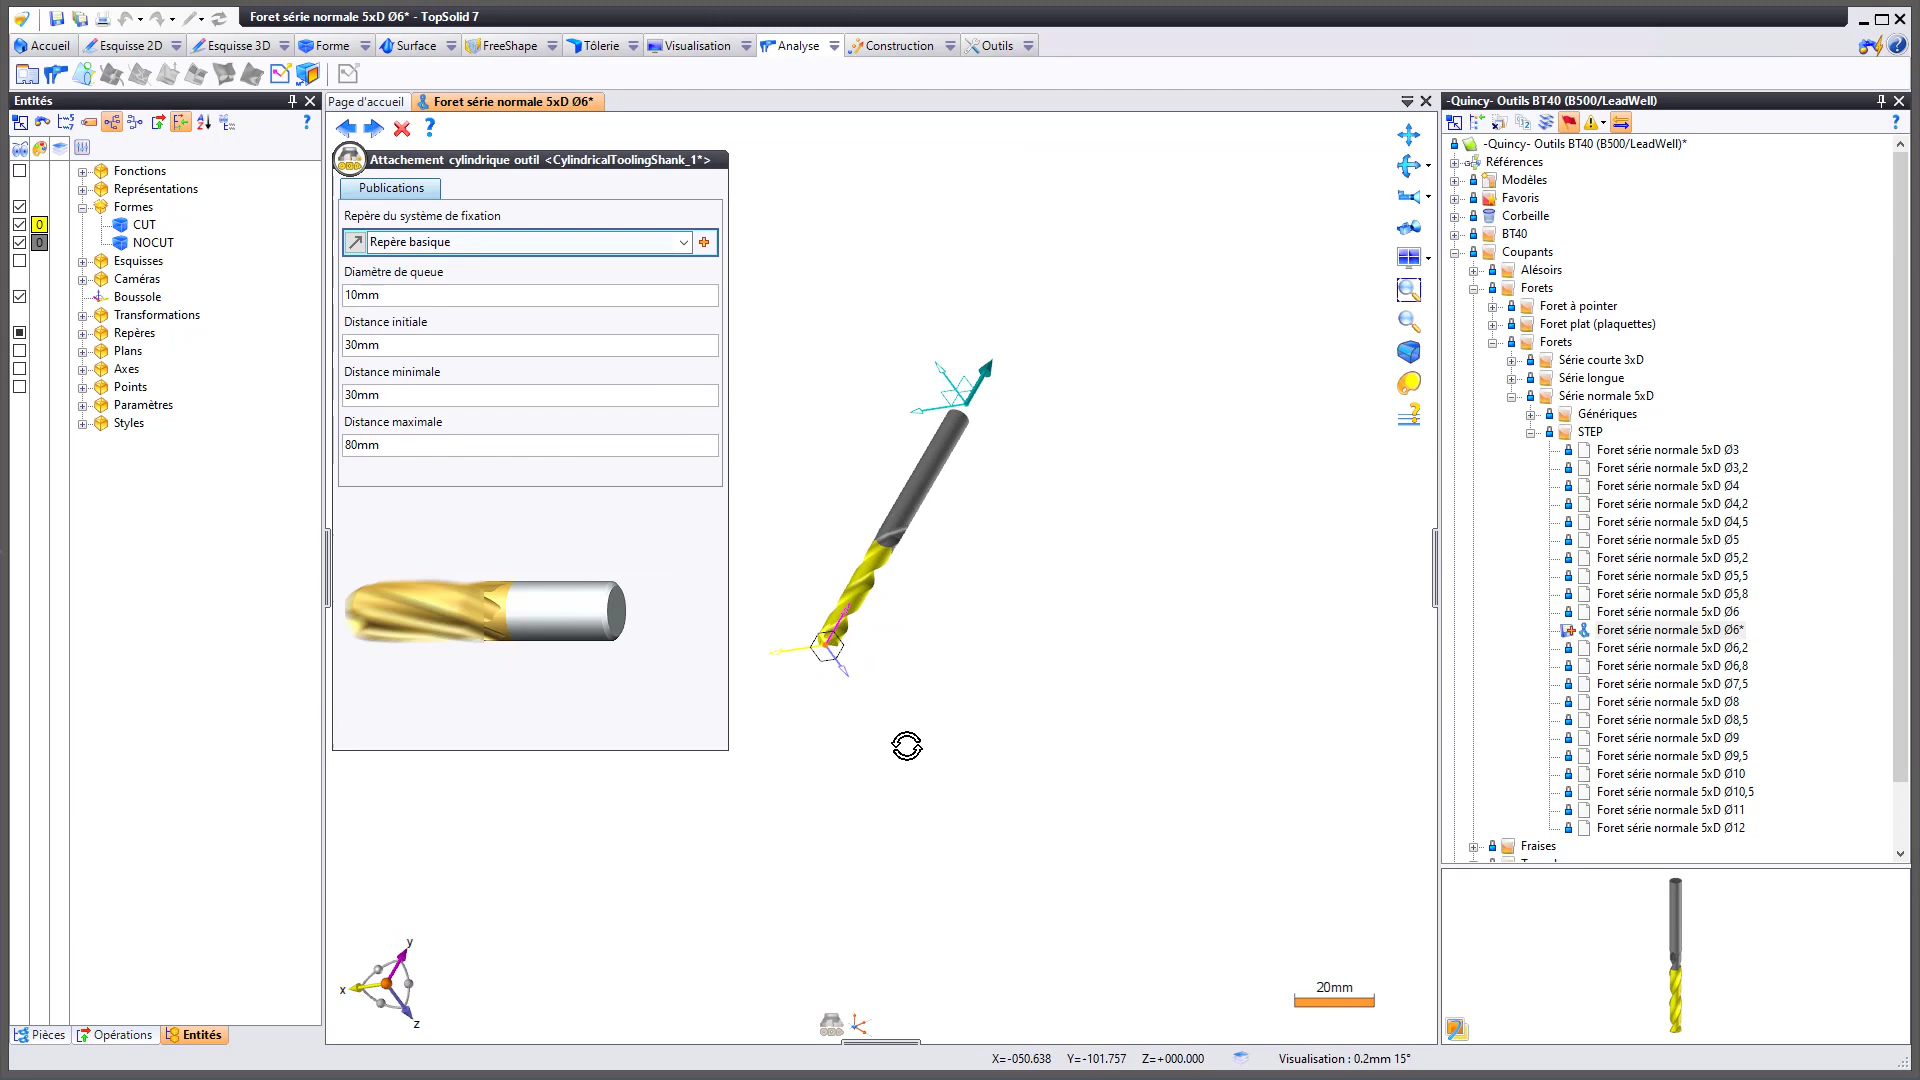 Foret série normale 5xD Ø6* - TopSolid 7
Accueil
Esquisse 2D
Esquisse 3D
Forme
Surface
FreeShape
Tôlerie
Visualisation
Analyse
Construction
Outils
Entités
Page d'accueil
Foret série normale 5xD Ø6*
-Quincy- Outils BT40 (B500/LeadWell)
Fonctions
Représentations
Formes
0 CUT
0 NOCUT
Esquisses
Caméras
Boussole
Transformations
Repères
Plans
Axes
Points
Paramètres
Styles
Attachement cylindrique outil <CylindricalToolingShank_1*>
Publications
Repère du système de fixation
Repère basique
Diamètre de queue
10mm
Distance initiale
30mm
Distance minimale
30mm
Distance maximale
80mm
y
x
z
20mm
-Quincy- Outils BT40 (B500/LeadWell)*
Références
Modèles
Favoris
Corbeille
BT40
Coupants
Alésoirs
Forets
Foret à pointer
Foret plat (plaquettes)
Forets
Série courte 3xD
Série longue
Série normale 5xD
Génériques
STEP
Foret série normale 5xD Ø3
Foret série normale 5xD Ø3,2
Foret série normale 5xD Ø4
Foret série normale 5xD Ø4,2
Foret série normale 5xD Ø4,5
Foret série normale 5xD Ø5
Foret série normale 5xD Ø5,2
Foret série normale 5xD Ø5,5
Foret série normale 5xD Ø5,8
Foret série normale 5xD Ø6
Foret série normale 5xD Ø6*
Foret série normale 5xD Ø6,2
Foret série normale 5xD Ø6,8
Foret série normale 5xD Ø7,5
Foret série normale 5xD Ø8
Foret série normale 5xD Ø8,5
Foret série normale 5xD Ø9
Foret série normale 5xD Ø9,5
Foret série normale 5xD Ø10
Foret série normale 5xD Ø10,5
Foret série normale 5xD Ø11
Foret série normale 5xD Ø12
Fraises
Pièces
Opérations
Entités
X=-050.638 Y=-101.757 Z=+000.000
Visualisation : 0.2mm 15°